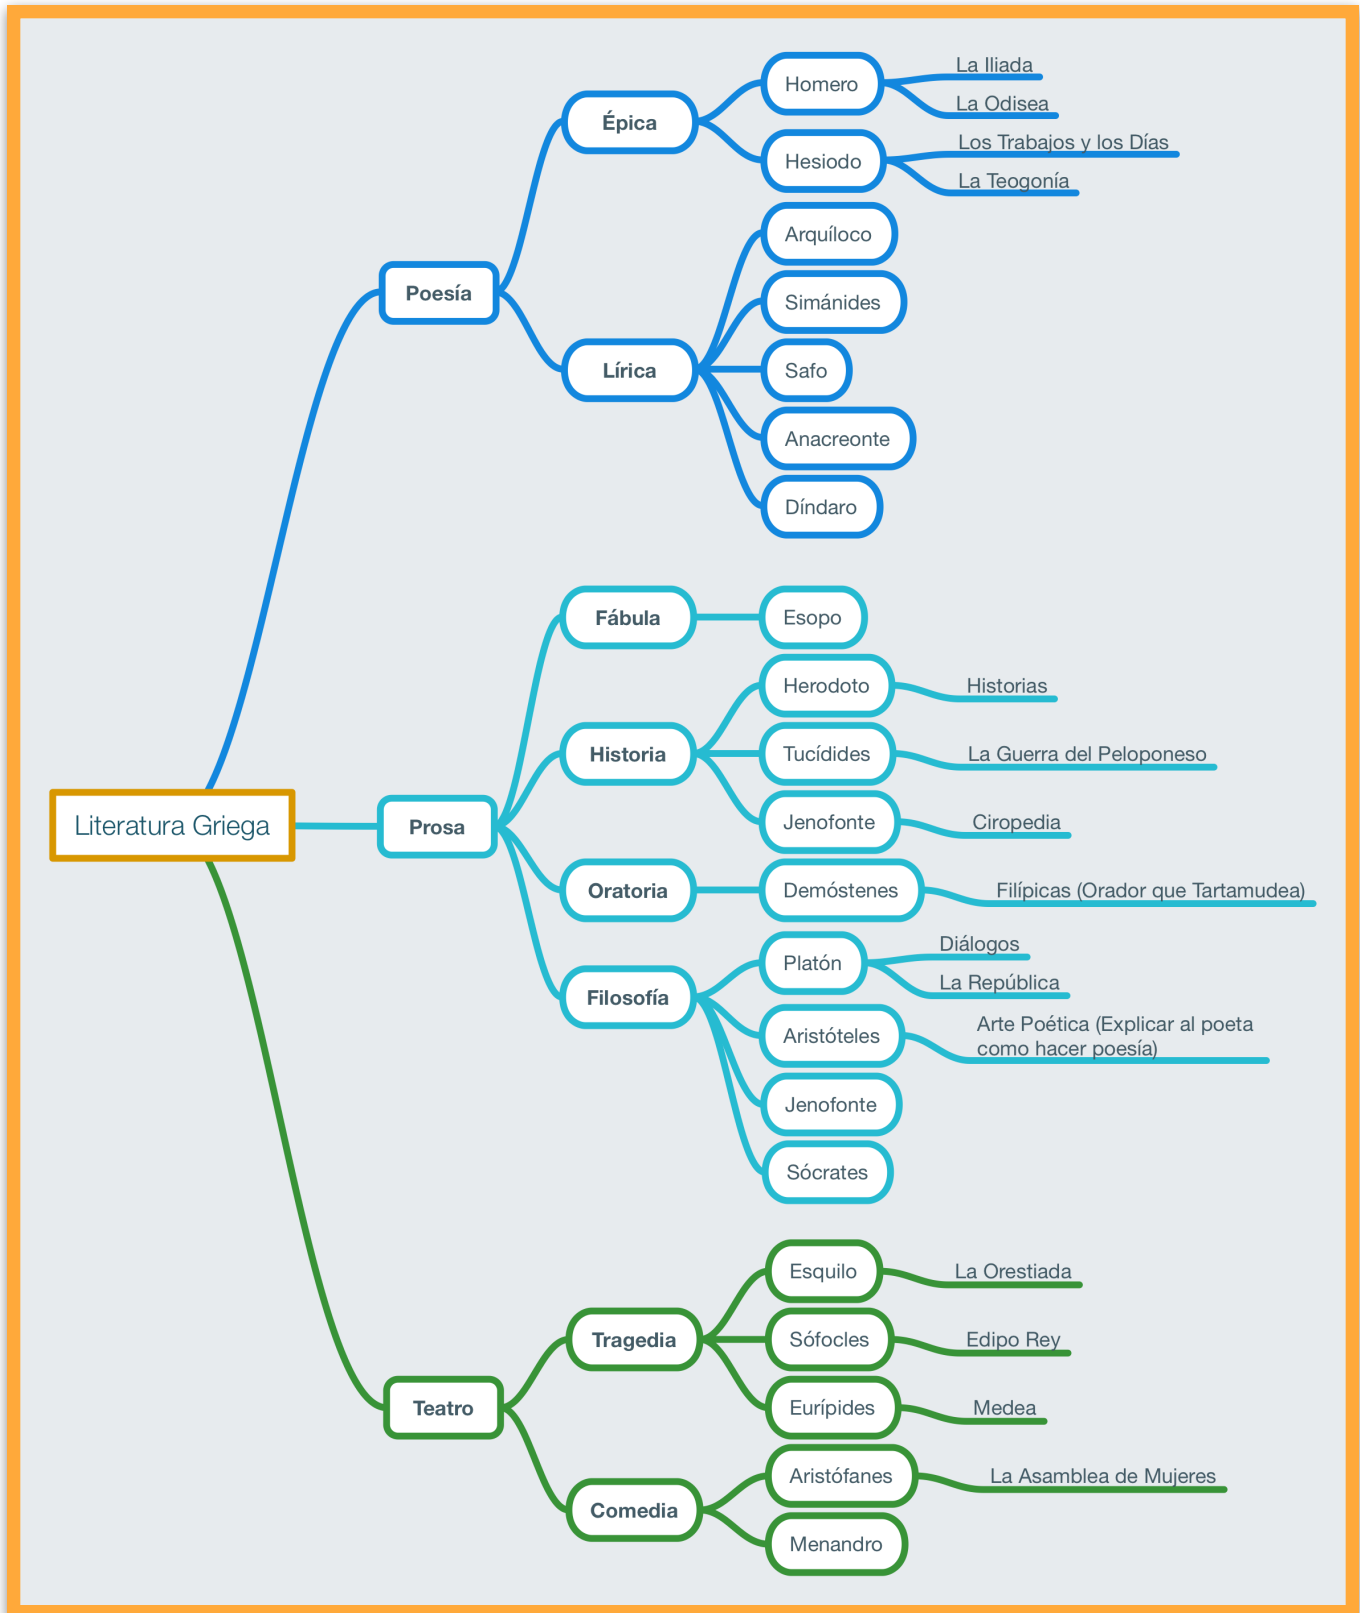 Literatura Griega
Poesía
Épica
Homero
La Iliada
La Odisea
Hesiodo
Los Trabajos y los Días
La Teogonía
Lírica
Arquíloco
Simánides
Safo
Anacreonte
Díndaro
Prosa
Fábula
Esopo
Historia
Herodoto
Historias
Tucídides
La Guerra del Peloponeso
Jenofonte
Ciropedia
Oratoria
Demóstenes
Filípicas (Orador que Tartamudea)
Filosofía
Platón
Diálogos
La República
Aristóteles
Arte Poética (Explicar al poeta
como hacer poesía)
Jenofonte
Sócrates
Teatro
Tragedia
Esquilo
La Orestiada
Sófocles
Edipo Rey
Eurípides
Medea
Comedia
Aristófanes
La Asamblea de Mujeres
Menandro